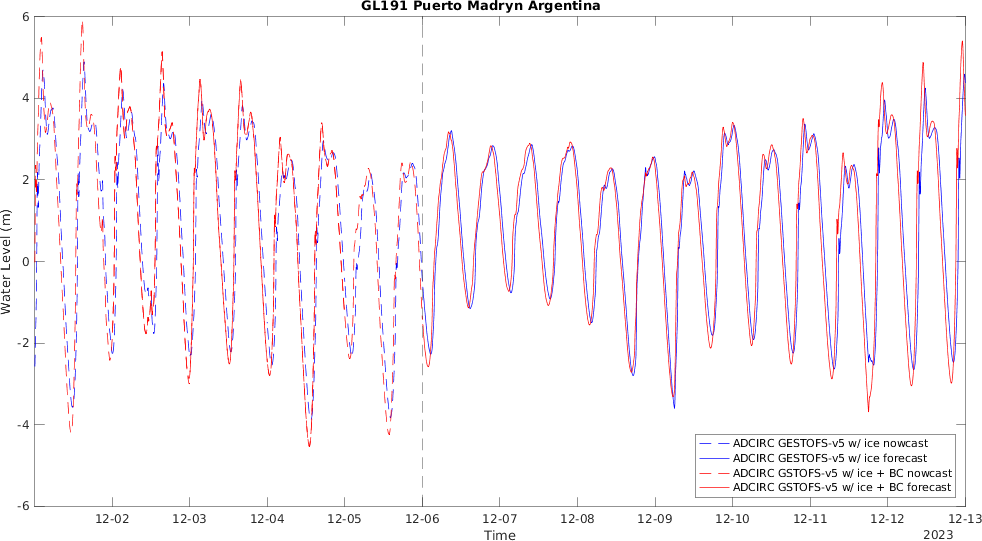 GL191 Puerto Madryn Argentina
6
4
2
0
-2
-4
-6
Water Level (m)
ADCIRC GESTOFS-v5 w/ ice nowcast
ADCIRC GESTOFS-v5 w/ ice forecast
ADCIRC GSTOFS-v5 w/ ice + BC nowcast
ADCIRC GSTOFS-v5 w/ ice + BC forecast
12-02 12-03 12-04 12-05 12-06 12-07 12-08 12-09 12-10 12-11 12-12 12-13
Time
2023